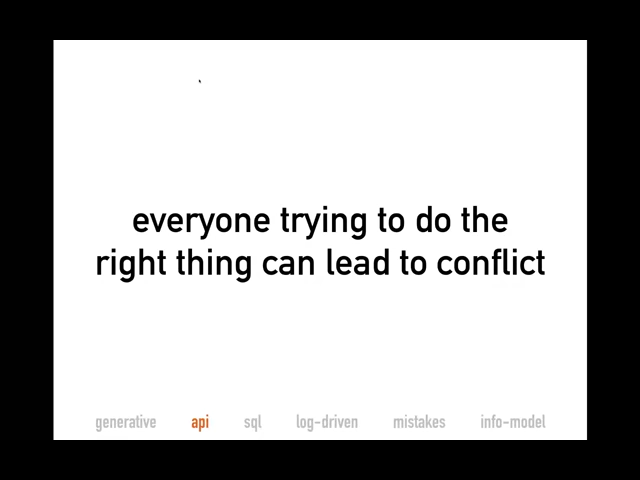 everyone trying to do the
right thing can lead to conflict
generative api sql log-driven mistakes info-model